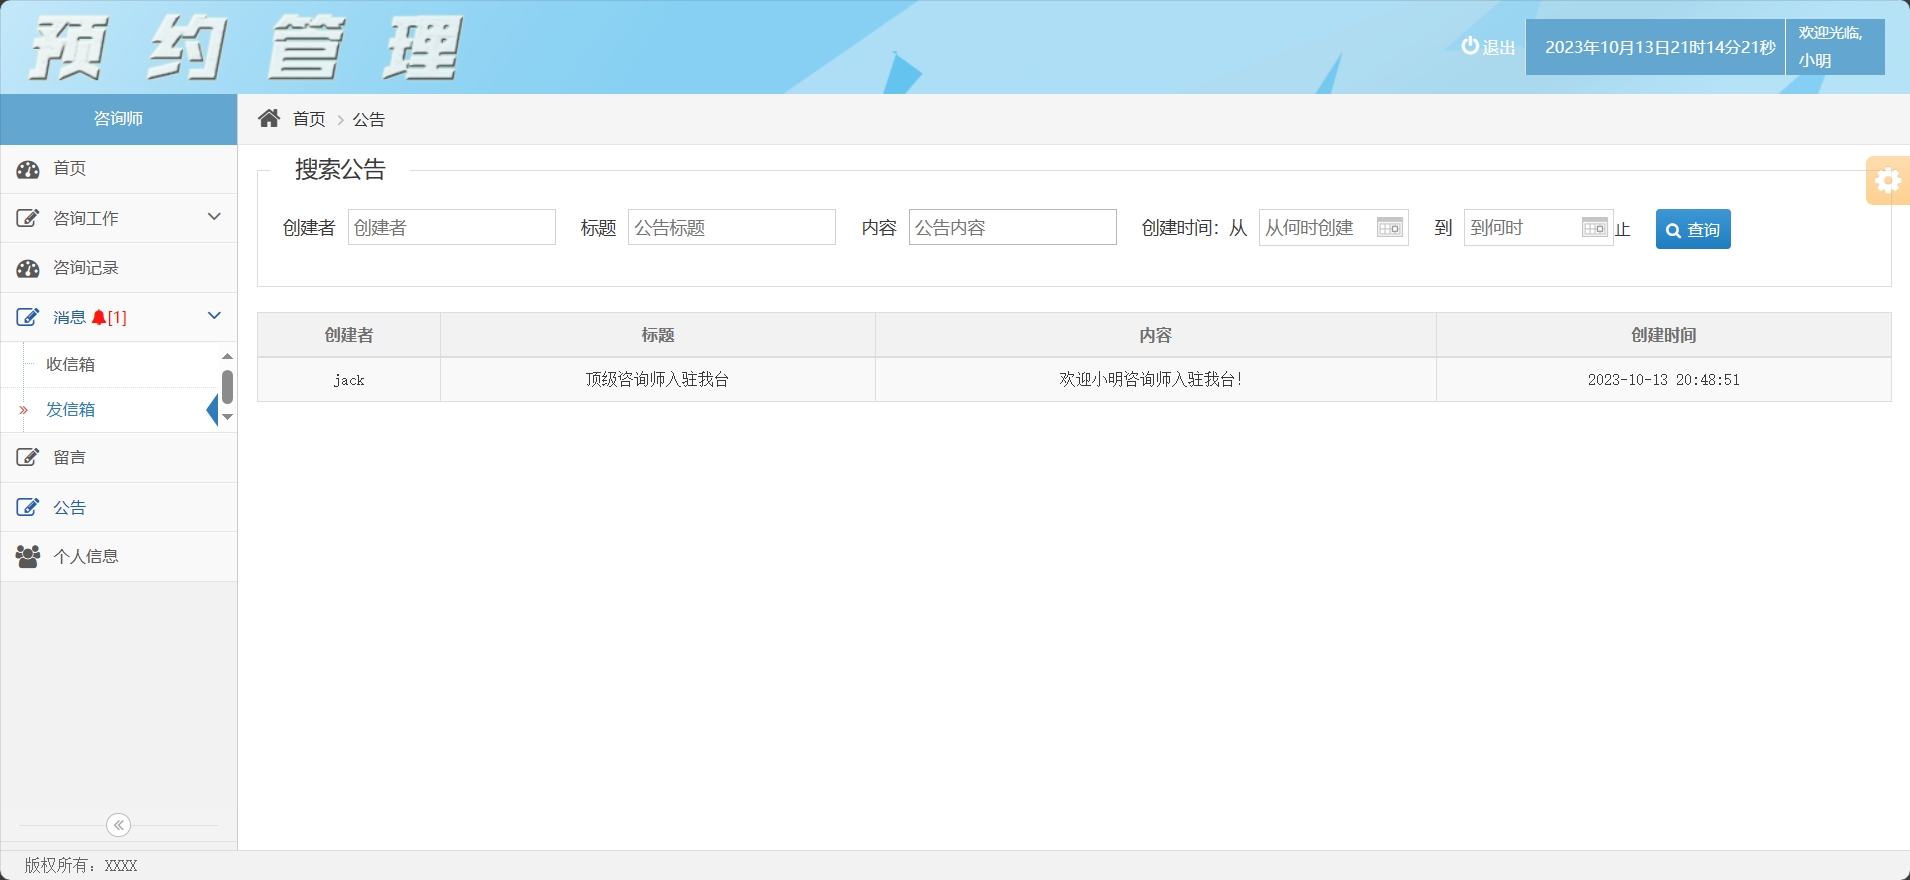 预约管理
退出
2023年10月13日21时14分21秒
欢迎光临,
小明
咨询师
首页 公告
首页
咨询工作
咨询记录
消息 [1]
收信箱
发信箱
留言
公告
个人信息
搜索公告
创建者 创建者 标题 公告标题 内容 公告内容 创建时间：从 从何时创建 到 到何时 止 查询
创建者 标题 内容 创建时间
jack 顶级咨询师入驻我台 欢迎小明咨询师入驻我台！ 2023-10-13 20:48:51
版权所有：XXXX